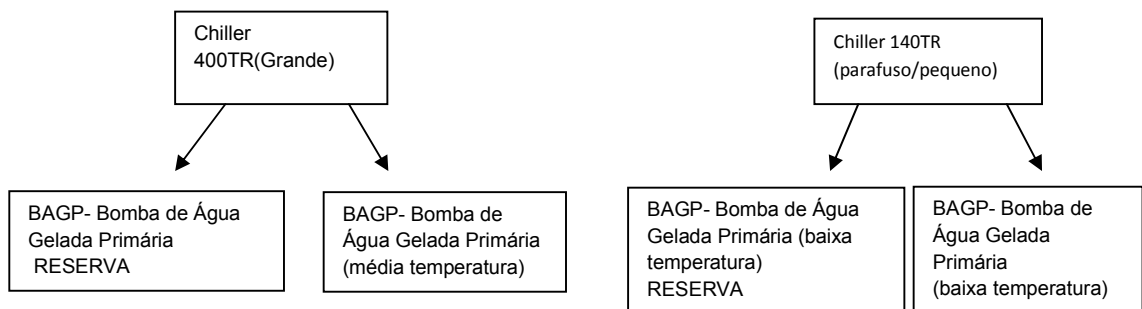 Chiller
400TR(Grande)
Chiller 140TR
(parafuso/pequeno)
BAGP- Bomba de Água
Gelada Primária
RESERVA
BAGP- Bomba de
Água Gelada Primária
(média temperatura)
BAGP- Bomba de Água
Gelada Primária (baixa
temperatura)
RESERVA
BAGP- Bomba de
Água Gelada
Primária
(baixa temperatura)